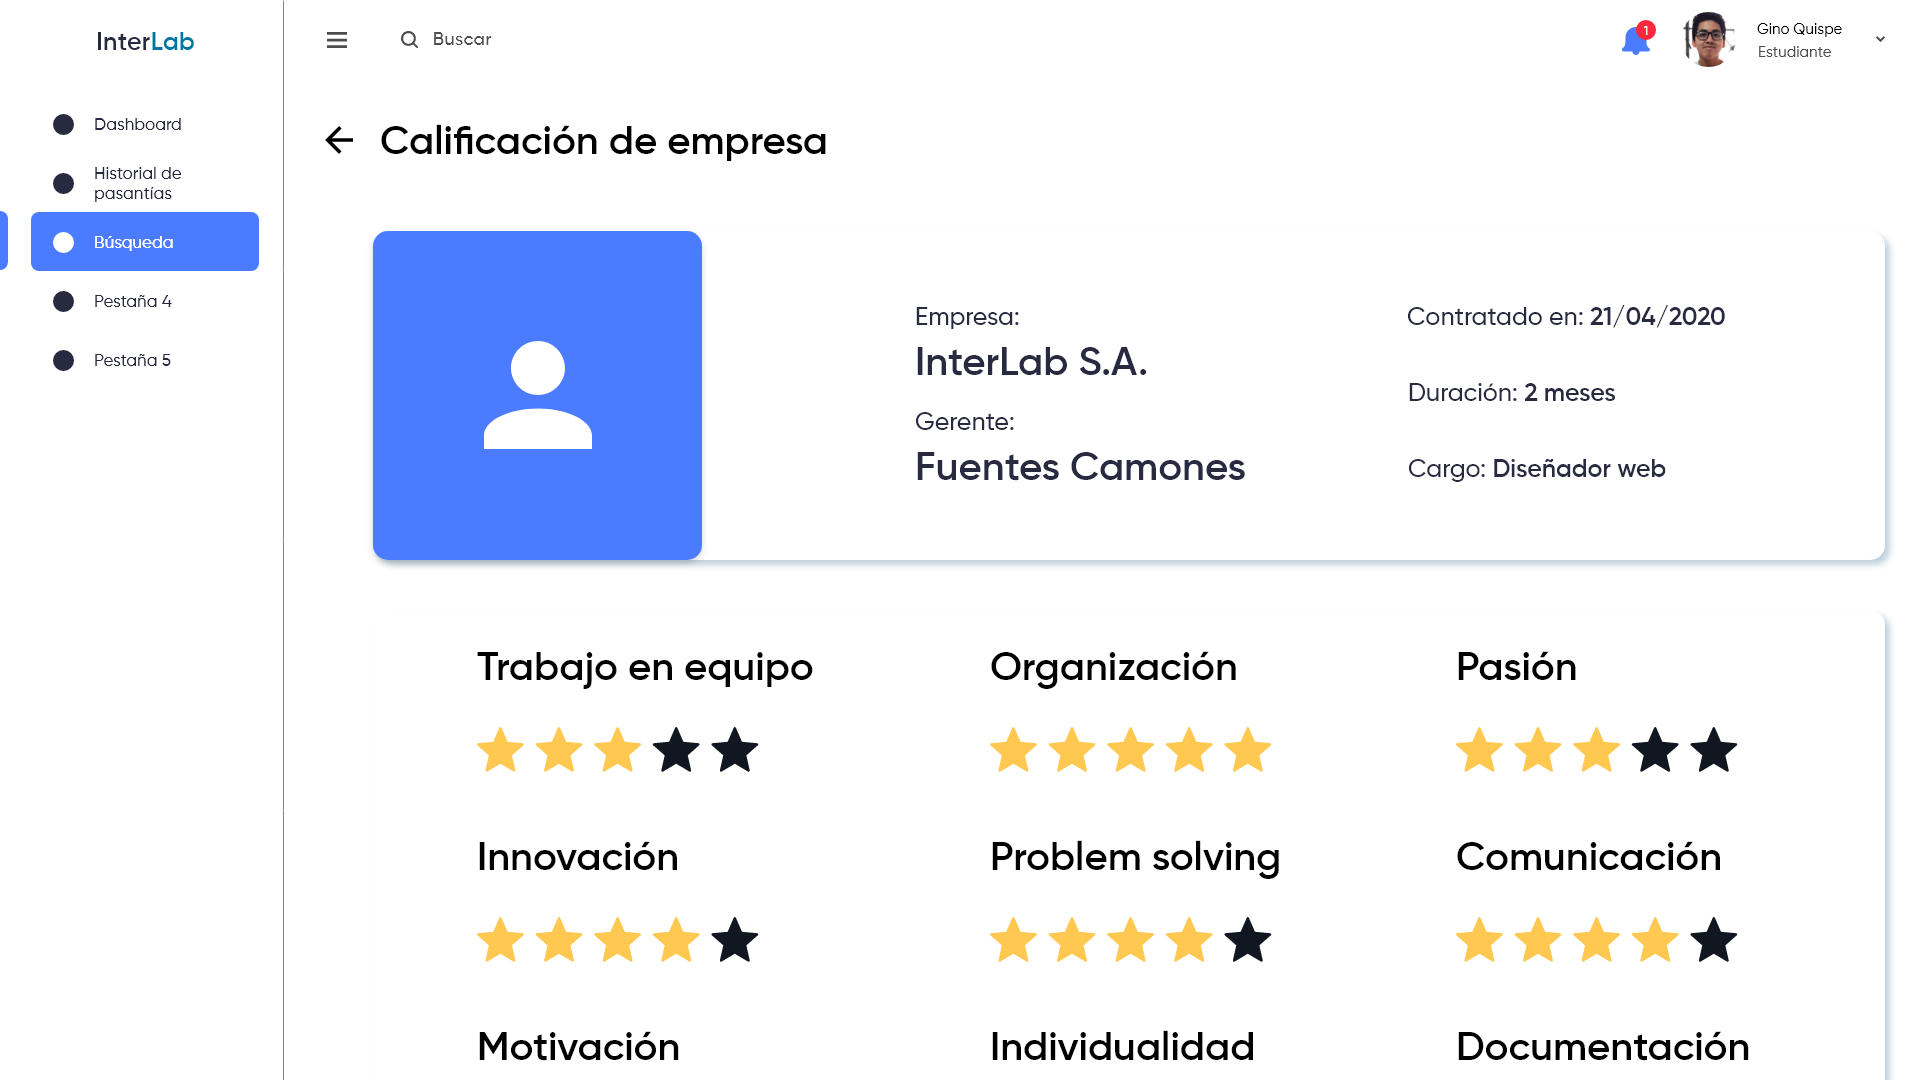 InterLab
Buscar
1
Gino Quispe
Estudiante
Dashboard
Historial de
pasantías
Búsqueda
Pestaña 4
Pestaña 5
Calificación de empresa
Empresa:
InterLab S.A.
Gerente:
Fuentes Camones
Contratado en: 21/04/2020
Duración: 2 meses
Cargo: Diseñador web
Trabajo en equipo
Organización
Pasión
Innovación
Problem solving
Comunicación
Motivación
Individualidad
Documentación